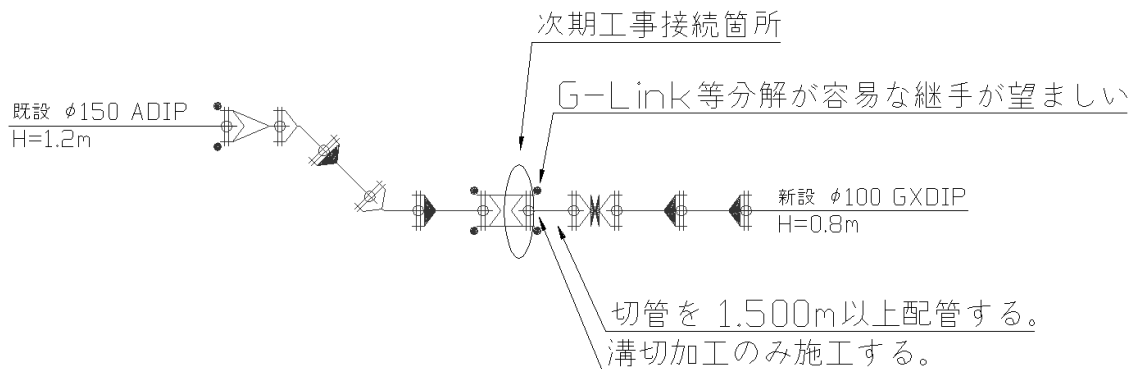 次期工事接続箇所
G-Link等分解が容易な継手が望ましい
既設 φ150 ADIP
H=1.2m
新設 φ100 GXDIP
H=0.8m
切管を 1.500m以上配管する。
溝切加工のみ施工する。